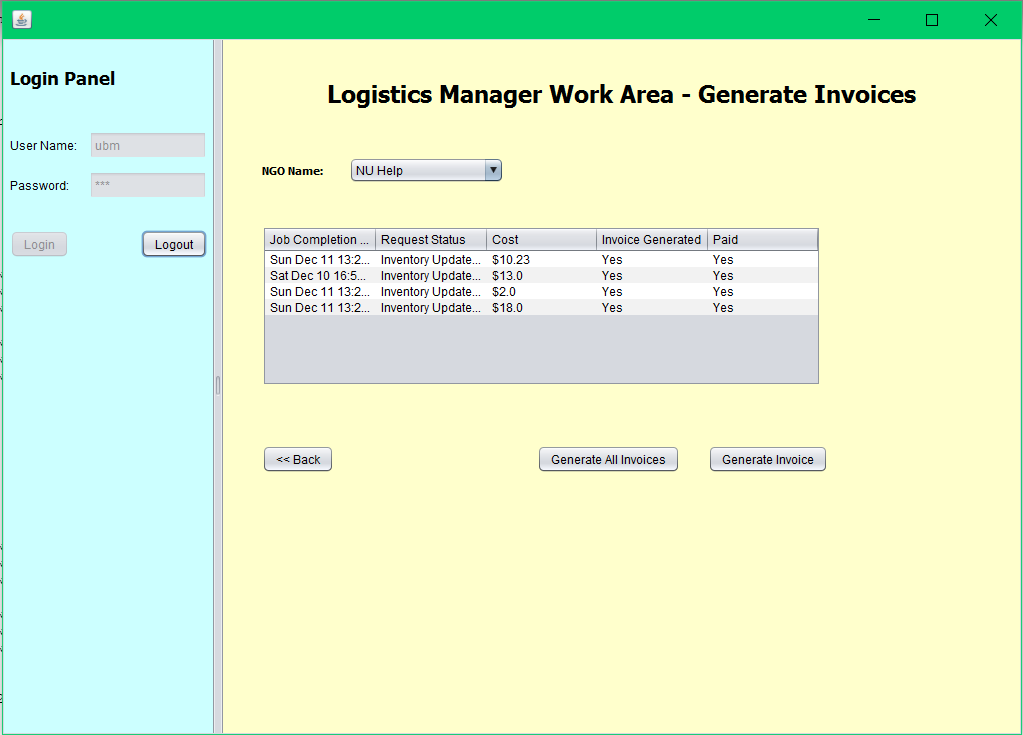 Login Panel
User Name: ubm
Password: ***
Login Logout
Logistics Manager Work Area - Generate Invoices
NGO Name: NU Help
Job Completion ... Request Status Cost Invoice Generated Paid
Sun Dec 11 13:2... Inventory Update... $10.23 Yes Yes
Sat Dec 10 16:5... Inventory Update... $13.0 Yes Yes
Sun Dec 11 13:2... Inventory Update... $2.0 Yes Yes
Sun Dec 11 13:2... Inventory Update... $18.0 Yes Yes
<< Back Generate All Invoices Generate Invoice